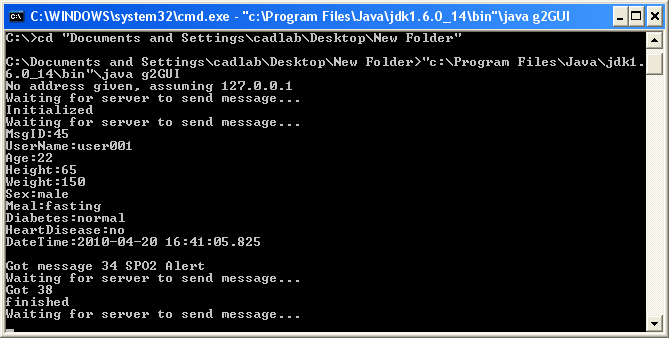 C:\WINDOWS\system32\cmd.exe - "c:\Program Files\Java\jdk1.6.0_14\bin"\java g2GUI
C:\>cd "Documents and Settings\cadlab\Desktop\New Folder"
C:\Documents and Settings\cadlab\Desktop\New Folder>"c:\Program Files\Java\jdk1.
6.0_14\bin"\java g2GUI
No address given, assuming 127.0.0.1
Waiting for server to send message...
Initialized
Waiting for server to send message...
MsgID:45
UserName:user001
Age:22
Height:65
Weight:150
Sex:male
Meal:fasting
Diabetes:normal
HeartDisease:no
DateTime:2010-04-20 16:41:05.825
Got message 34 SPO2 Alert
Waiting for server to send message...
Got 38
finished
Waiting for server to send message...